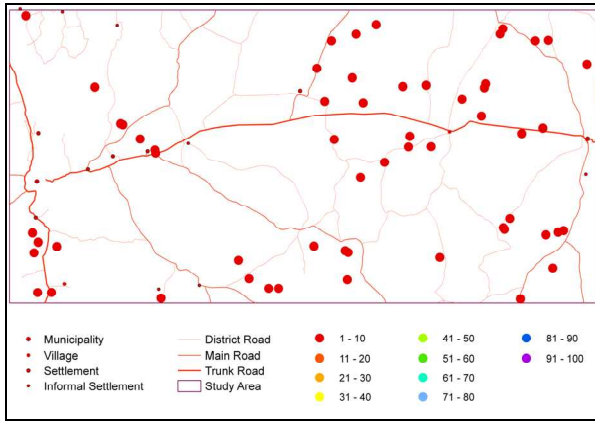 Municipality
Village
Settlement
Informal Settlement
District Road
Main Road
Trunk Road
Study Area
1 - 10
11 - 20
21 - 30
31 - 40
41 - 50
51 - 60
61 - 70
71 - 80
81 - 90
91 - 100